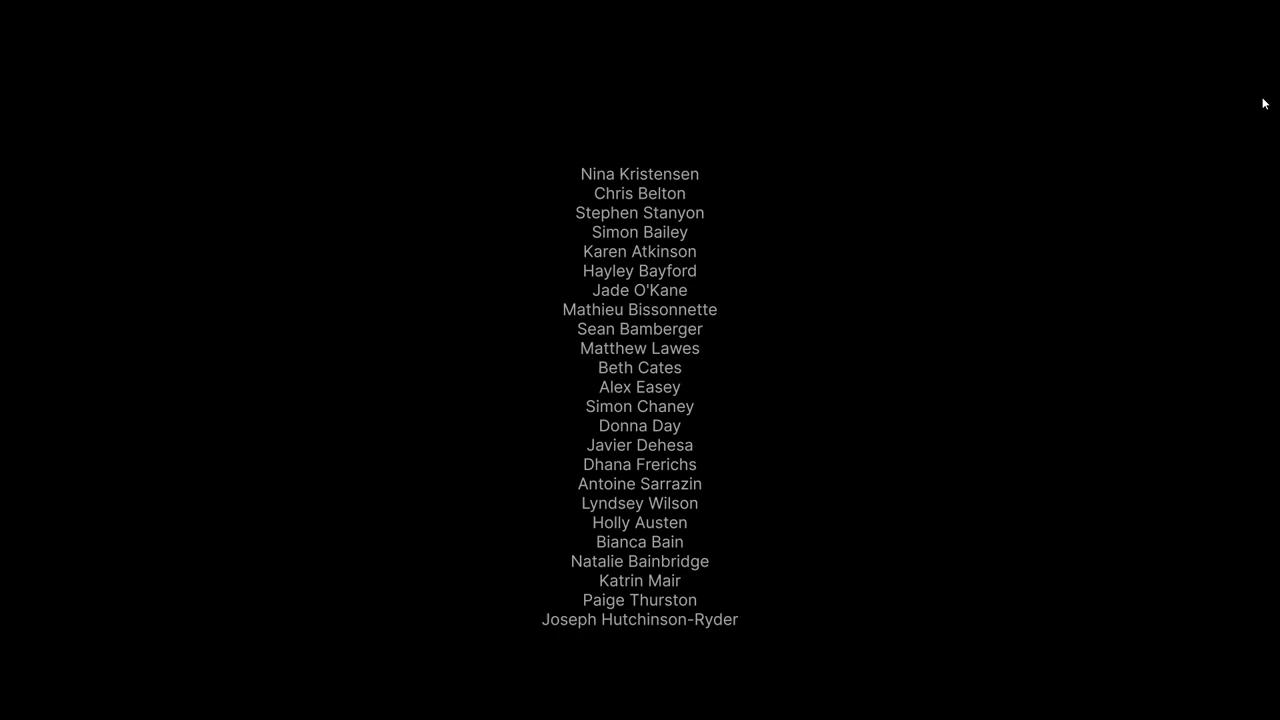 Nina Kristensen
Chris Belton
Stephen Stanyon
Simon Bailey
Karen Atkinson
Hayley Bayford
Jade O'Kane
Mathieu Bissonnette
Sean Bamberger
Matthew Lawes
Beth Cates
Alex Easey
Simon Chaney
Donna Day
Javier Dehesa
Dhana Frerichs
Antoine Sarrazin
Lyndsey Wilson
Holly Austen
Bianca Bain
Natalie Bainbridge
Katrin Mair
Paige Thurston
Joseph Hutchinson-Ryder